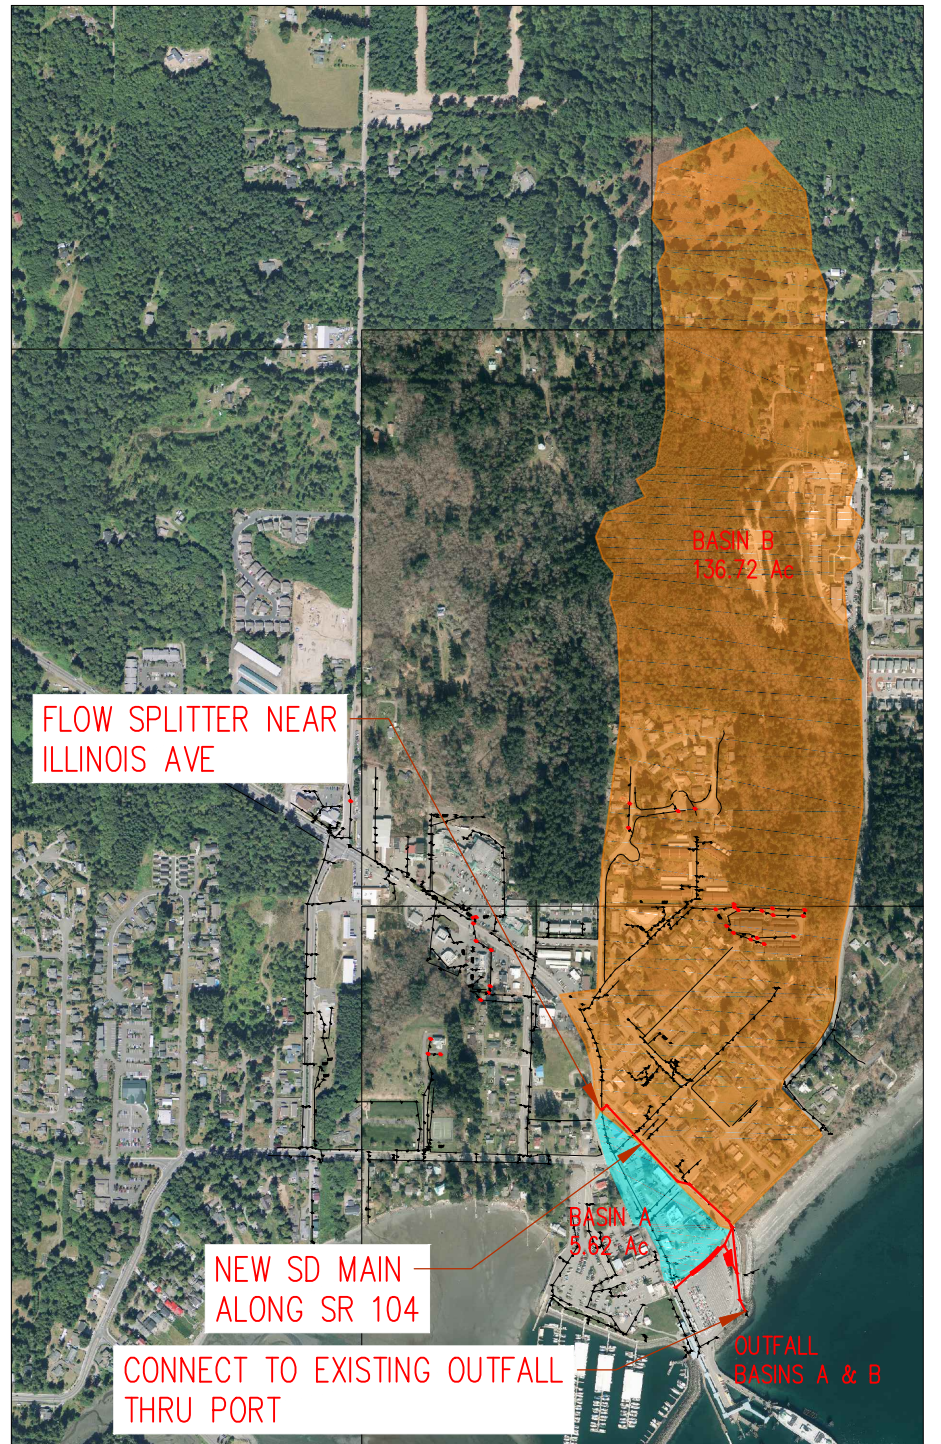 BASIN B
136.72 Ac
FLOW SPLITTER NEAR
ILLINOIS AVE
BASIN A
5.62 Ac
NEW SD MAIN
ALONG SR 104
CONNECT TO EXISTING OUTFALL
THRU PORT
OUTFALL
BASINS A & B